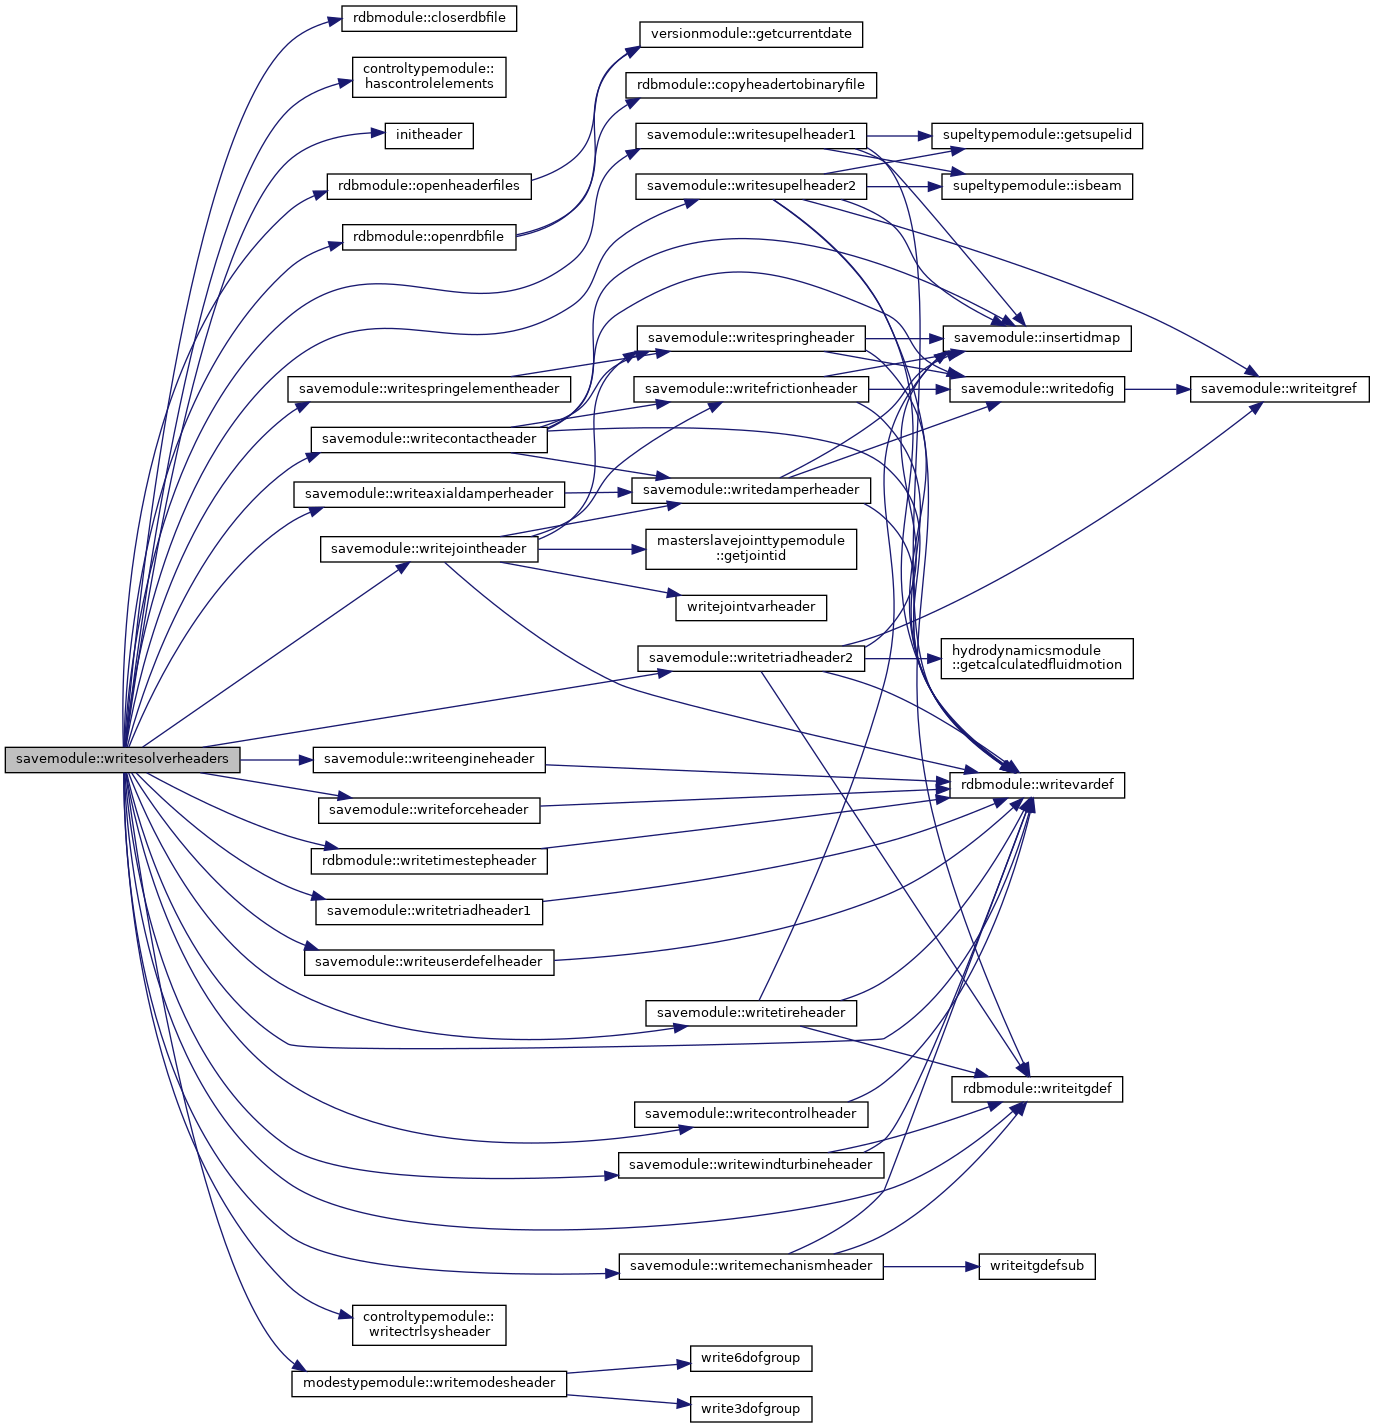 rdbmodule::closerdbfile
versionmodule::getcurrentdate
controltypemodule::
hascontrolelements
rdbmodule::copyheadertobinaryfile
initheader
savemodule::writesupelheader1
supeltypemodule::getsupelid
rdbmodule::openheaderfiles
savemodule::writesupelheader2
supeltypemodule::isbeam
rdbmodule::openrdbfile
savemodule::writespringheader
savemodule::insertidmap
savemodule::writespringelementheader
savemodule::writefrictionheader
savemodule::writedofig
savemodule::writeitgref
savemodule::writecontactheader
savemodule::writeaxialdamperheader
savemodule::writedamperheader
savemodule::writejointheader
masterslavejointtypemodule
::getjointid
writejointvarheader
savemodule::writetriadheader2
hydrodynamicsmodule
::getcalculatedfluidmotion
savemodule::writesolverheaders
savemodule::writeengineheader
rdbmodule::writevardef
savemodule::writeforceheader
rdbmodule::writetimestepheader
savemodule::writetriadheader1
savemodule::writeuserdefelheader
savemodule::writetireheader
rdbmodule::writeitgdef
savemodule::writecontrolheader
savemodule::writewindturbineheader
savemodule::writemechanismheader
writeitgdefsub
controltypemodule::
writectrlsysheader
modestypemodule::writemodesheader
write6dofgroup
write3dofgroup